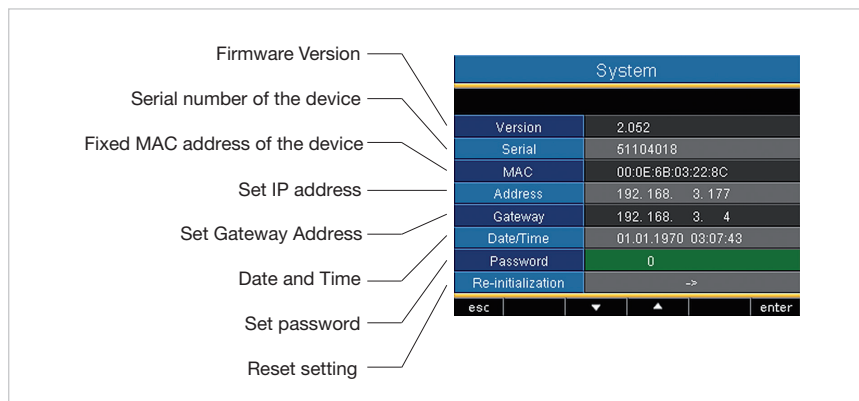 Firmware Version
Serial number of the device
Fixed MAC address of the device
Set IP address
Set Gateway Address
Date and Time
Set password
Reset setting
System
Version 2.052
Serial 51104018
MAC 00:0E:6B:03:22:8C
Address 192. 168. 3. 177
Gateway 192. 168. 3. 4
Date/Time 01.01.1970 03:07:43
Password 0
Re-initialization ->
esc ▼ ▲ enter